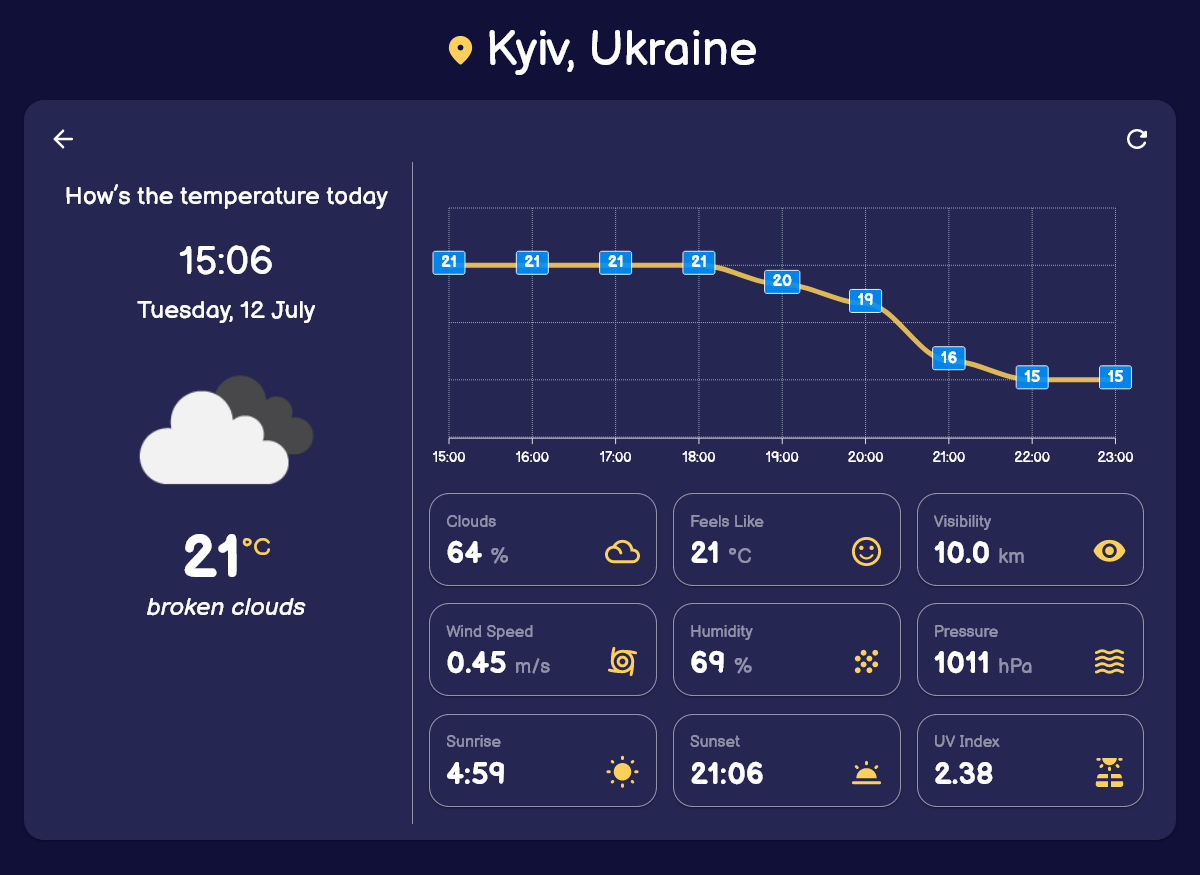 Kyiv, Ukraine
How's the temperature today
15:06
Tuesday, 12 July
21°C
broken clouds
21 21 21 21 20 19 16 15 15
15:00 16:00 17:00 18:00 19:00 20:00 21:00 22:00 23:00
Clouds
64 %
Feels Like
21 °C
Visibility
10.0 km
Wind Speed
0.45 m/s
Humidity
69 %
Pressure
1011 hPa
Sunrise
4:59
Sunset
21:06
UV Index
2.38